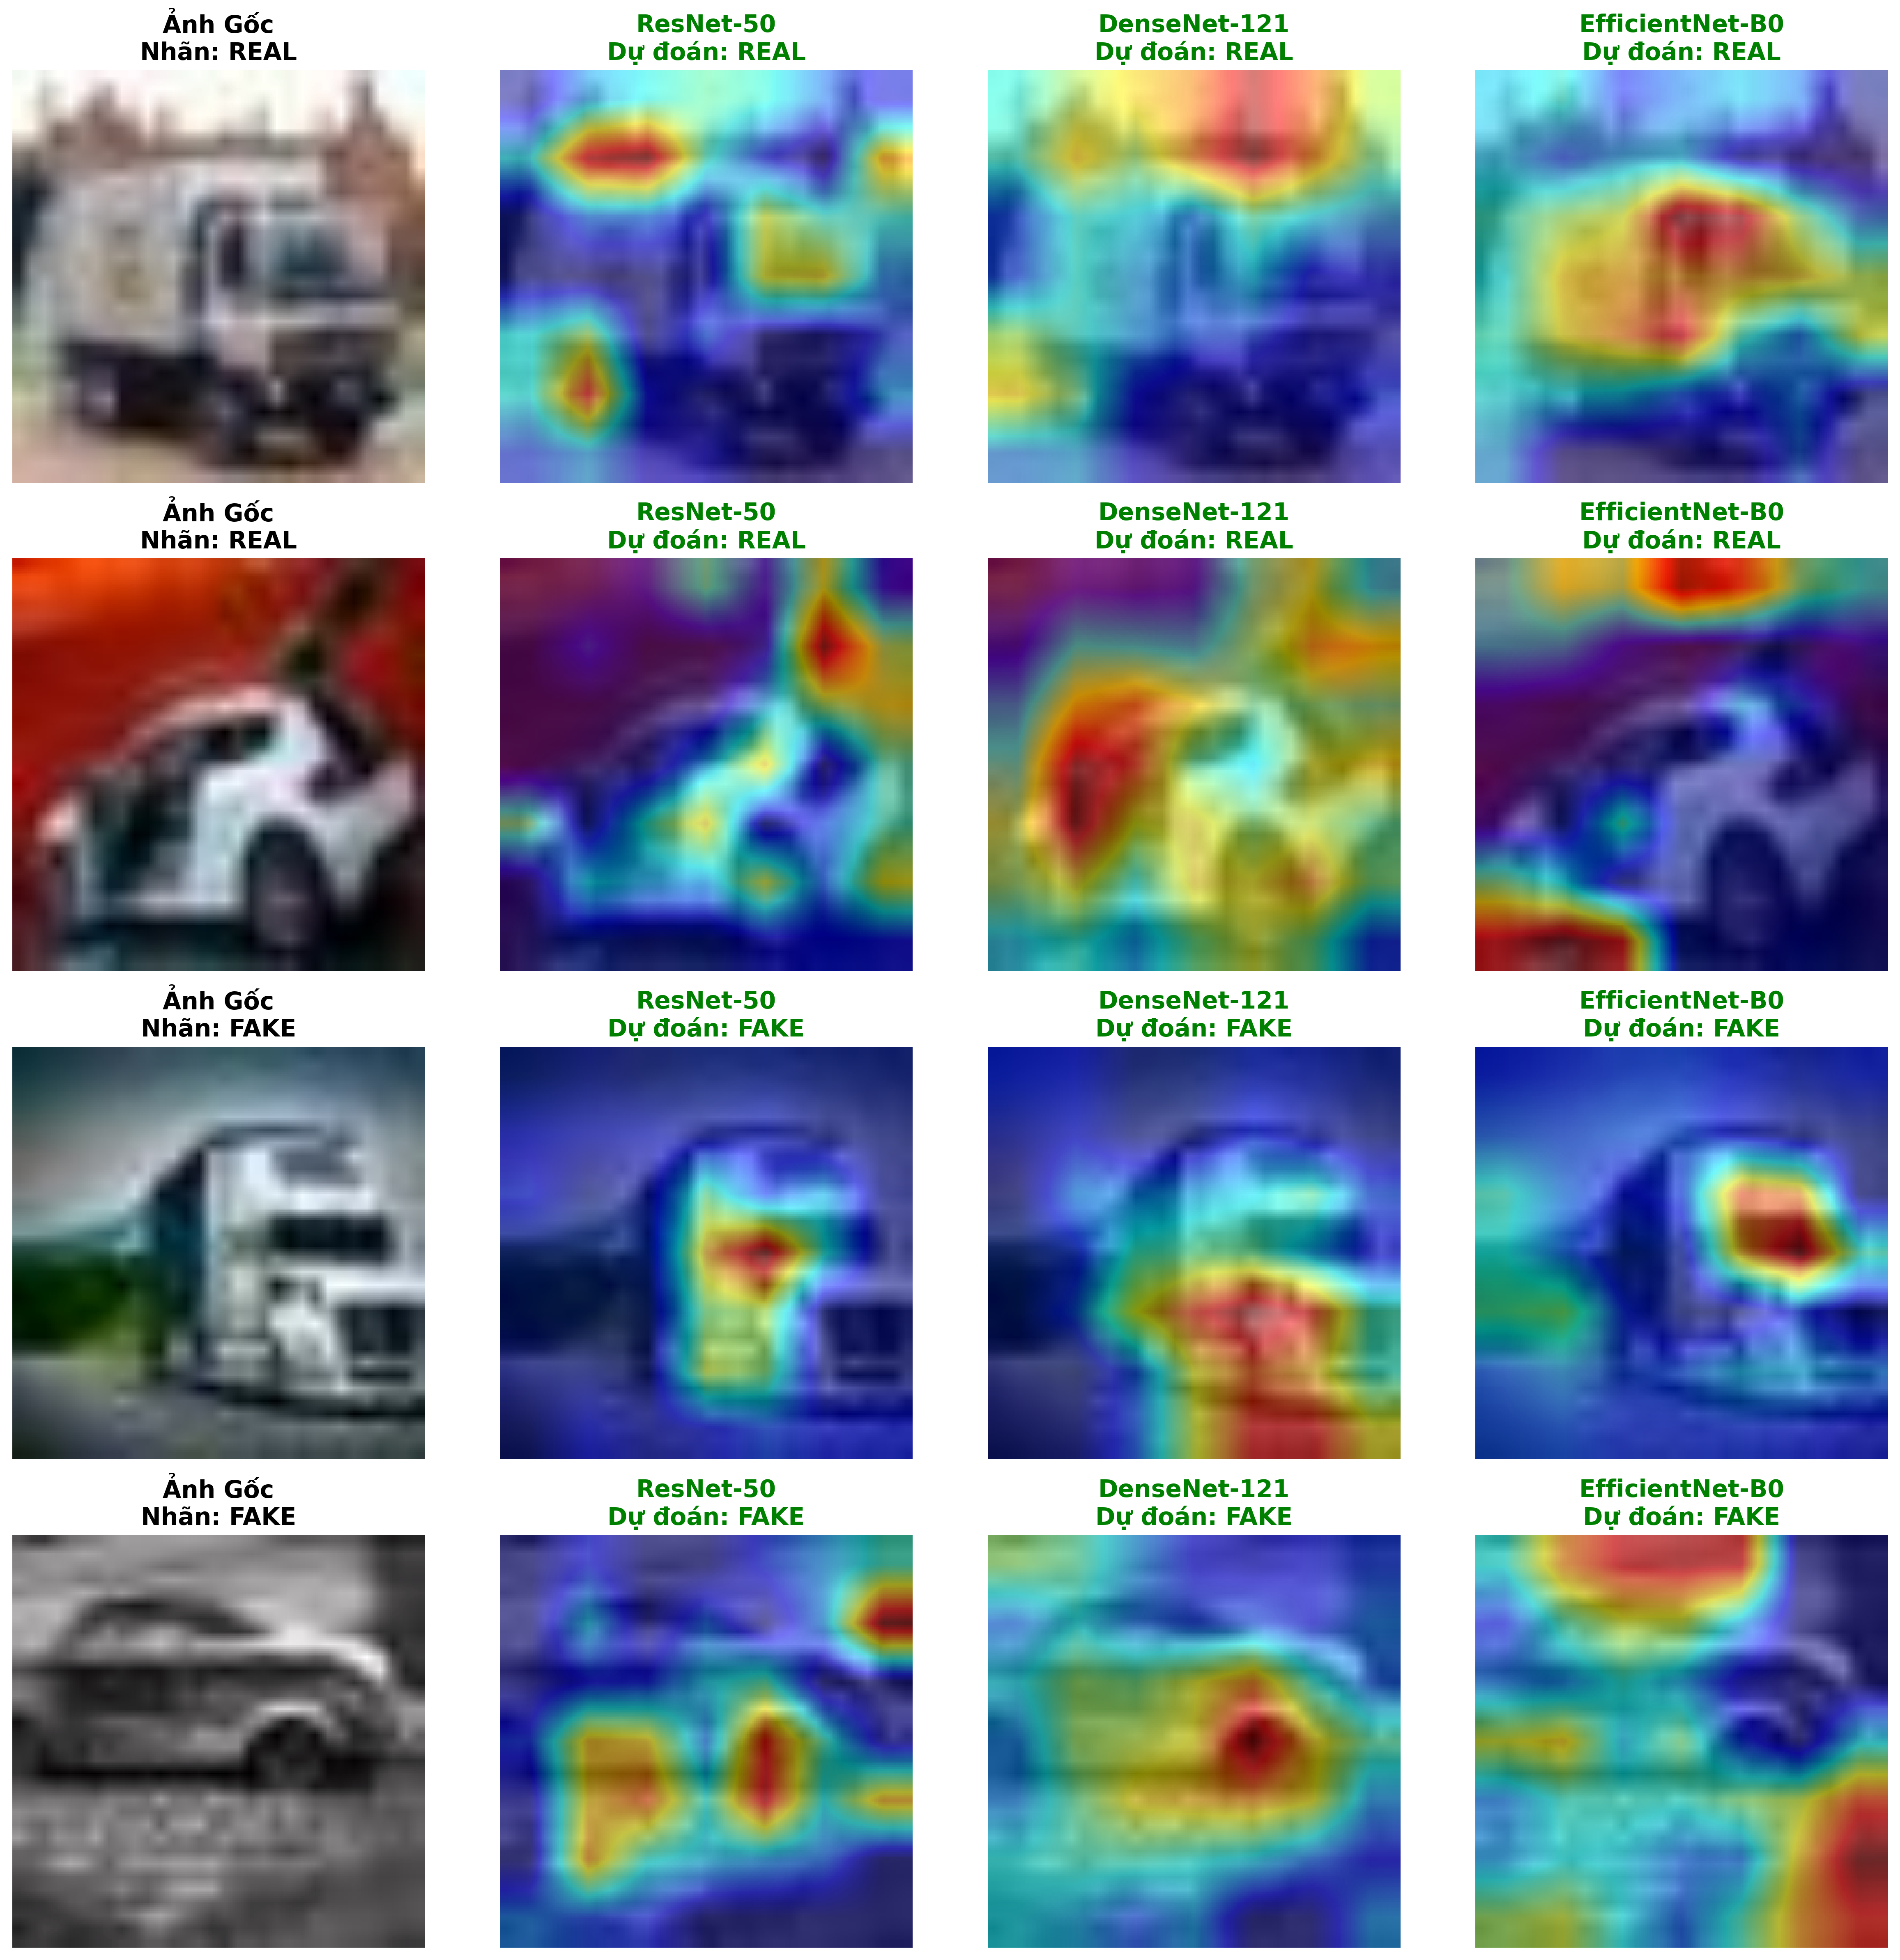 Ảnh Gốc
Nhãn: REAL
ResNet-50
Dự đoán: REAL
DenseNet-121
Dự đoán: REAL
EfficientNet-B0
Dự đoán: REAL
Ảnh Gốc
Nhãn: REAL
ResNet-50
Dự đoán: REAL
DenseNet-121
Dự đoán: REAL
EfficientNet-B0
Dự đoán: REAL
Ảnh Gốc
Nhãn: FAKE
ResNet-50
Dự đoán: FAKE
DenseNet-121
Dự đoán: FAKE
EfficientNet-B0
Dự đoán: FAKE
Ảnh Gốc
Nhãn: FAKE
ResNet-50
Dự đoán: FAKE
DenseNet-121
Dự đoán: FAKE
EfficientNet-B0
Dự đoán: FAKE